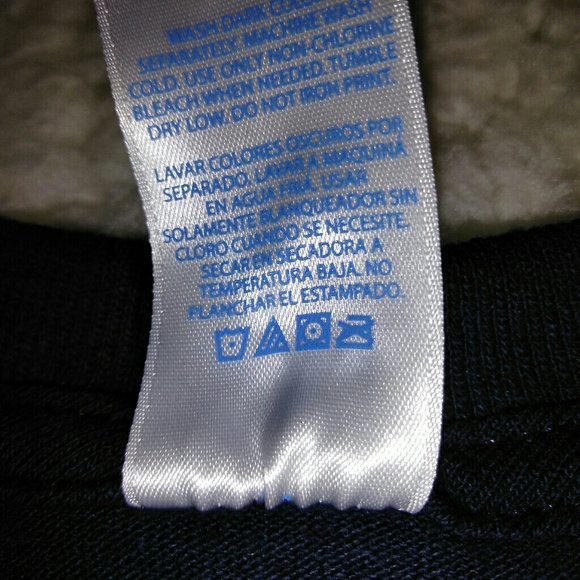 WASH DARK COLO
SEPARATELY. MACHINE WASH
COLD. USE ONLY NON-CHLORINE
BLEACH WHEN NEEDED. TUMBLE
DRY LOW. DO NOT IRON PRINT.
LAVAR COLORES OSCUROS POR
SEPARADO. LAVAR A MAQUINA
EN AGUA FRIA. USAR
SOLAMENTE BLANQUEADOR SIN
CLORO CUANDO SE NECESITE.
SECAR EN SECADORA A
TEMPERATURA BAJA. NO
PLANCHAR EL ESTAMPADO.